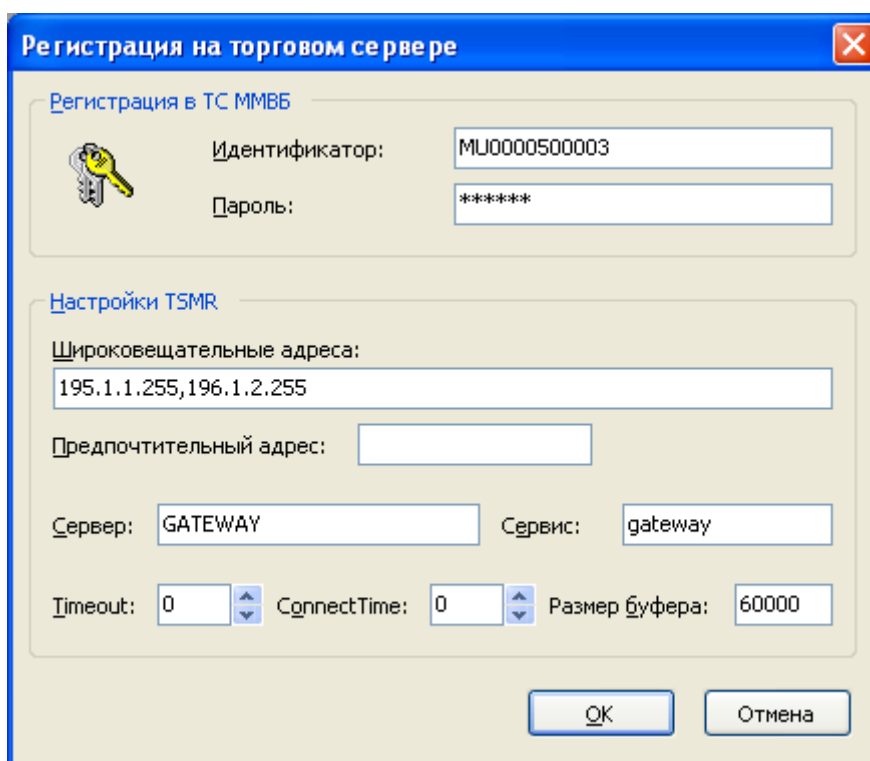 Регистрация на торговом сервере
Регистрация в ТС ММВБ
Идентификатор: MU0000500003
Пароль: ******
Настройки TSMR
Широковещательные адреса:
195.1.1.255,196.1.2.255
Предпочтительный адрес:
Сервер: GATEWAY Сервис: gateway
Timeout: 0 ConnectTime: 0 Размер буфера: 60000
OK Отмена